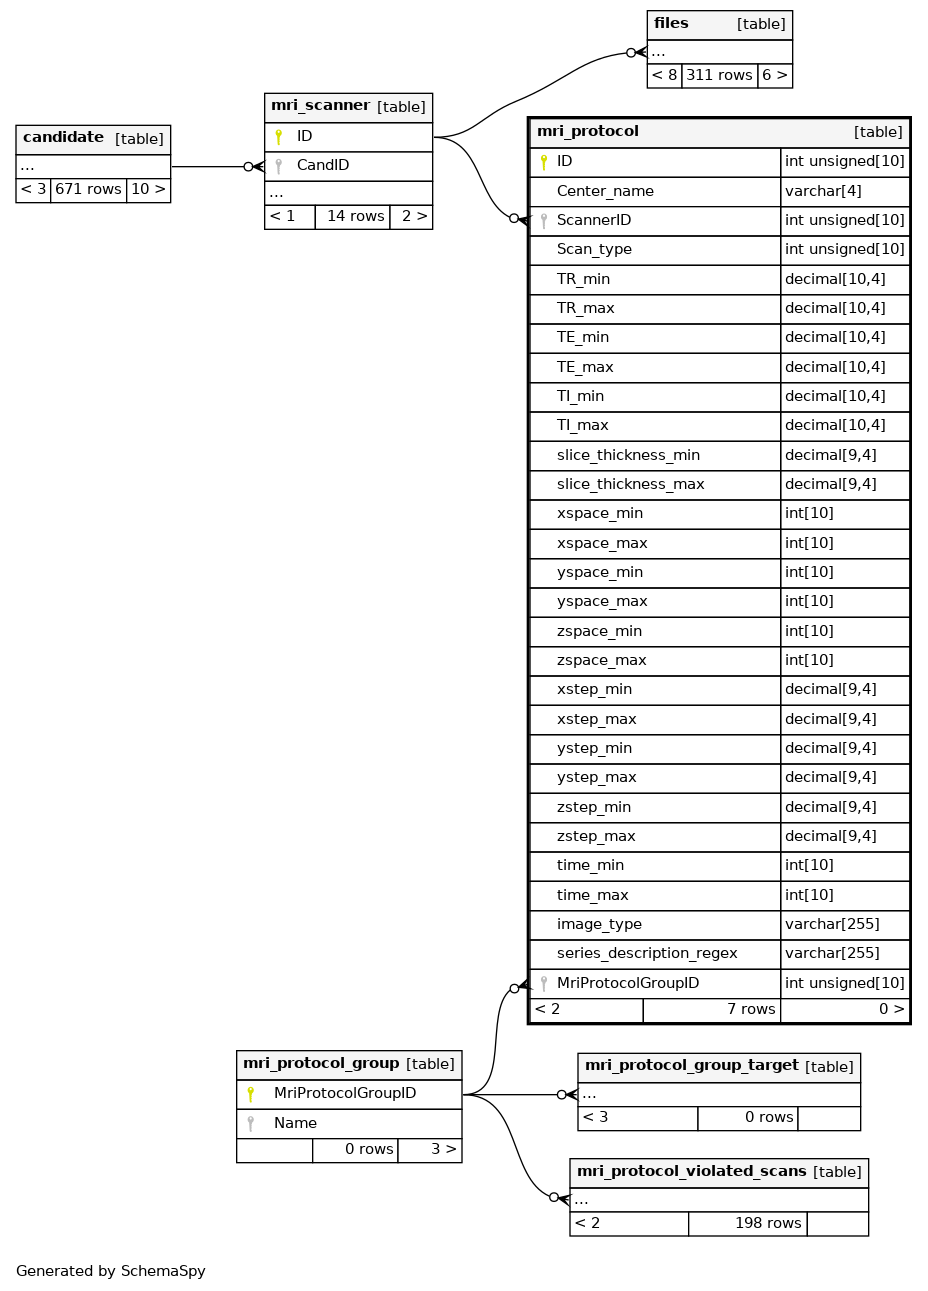 files [table]
...
< 8 311 rows 6 >
mri_scanner [table]
ID
CandID
...
< 1 14 rows 2 >
candidate [table]
...
< 3 671 rows 10 >
mri_protocol [table]
ID int unsigned[10]
Center_name varchar[4]
ScannerID int unsigned[10]
Scan_type int unsigned[10]
TR_min decimal[10,4]
TR_max decimal[10,4]
TE_min decimal[10,4]
TE_max decimal[10,4]
TI_min decimal[10,4]
TI_max decimal[10,4]
slice_thickness_min decimal[9,4]
slice_thickness_max decimal[9,4]
xspace_min int[10]
xspace_max int[10]
yspace_min int[10]
yspace_max int[10]
zspace_min int[10]
zspace_max int[10]
xstep_min decimal[9,4]
xstep_max decimal[9,4]
ystep_min decimal[9,4]
ystep_max decimal[9,4]
zstep_min decimal[9,4]
zstep_max decimal[9,4]
time_min int[10]
time_max int[10]
image_type varchar[255]
series_description_regex varchar[255]
MriProtocolGroupID int unsigned[10]
< 2 7 rows 0 >
mri_protocol_group [table]
MriProtocolGroupID
Name
0 rows 3 >
mri_protocol_group_target [table]
...
< 3 0 rows
mri_protocol_violated_scans [table]
...
< 2 198 rows
Generated by SchemaSpy